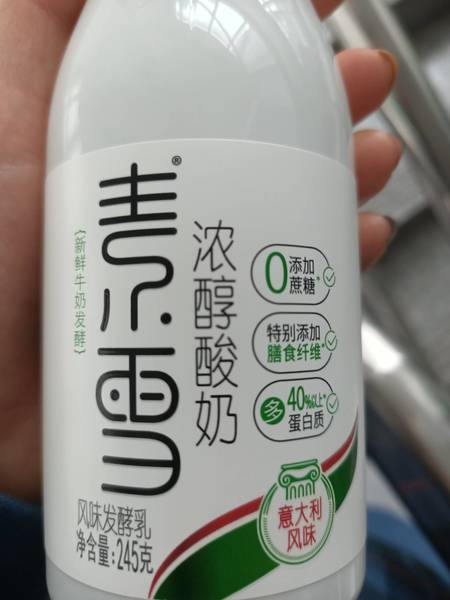 《新鲜牛奶发酵》
麦小雪®
浓醇酸奶
0添加
蔗糖*
特别添加
膳食纤维*
多40%以上*
蛋白质
意大利
风味
风味发酵乳
净含量:245克